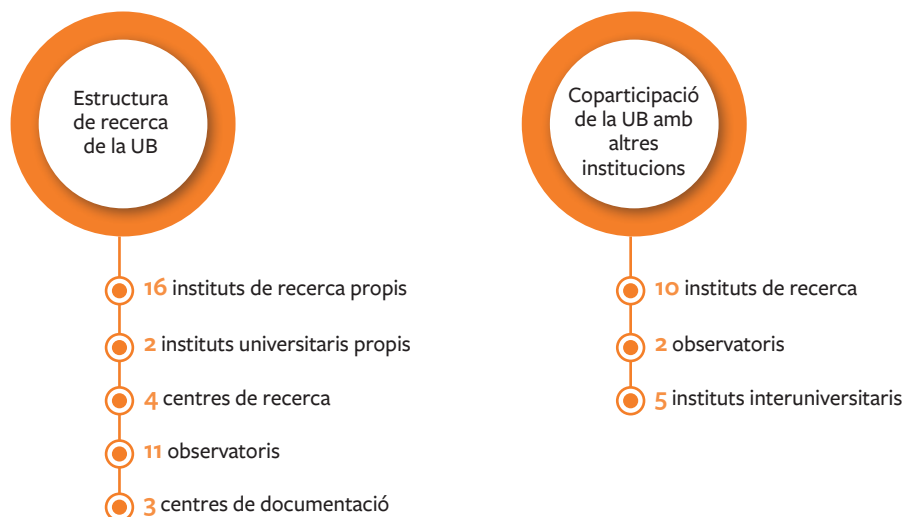 Estructura
de recerca
de la UB
16 instituts de recerca propis
2 instituts universitaris propis
4 centres de recerca
11 observatoris
3 centres de documentació
Coparticipació
de la UB amb
altres
institucions
10 instituts de recerca
2 observatoris
5 instituts interuniversitaris